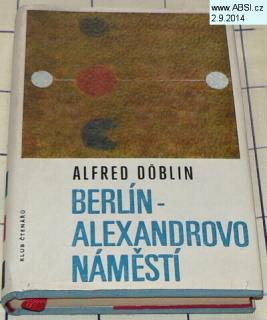 www.ABSI.cz
2.9.2014
ALFRED DÖBLIN
BERLÍN-
ALEXANDROVO
NÁMĚSTÍ
KLUB ČTENÁŘŮ